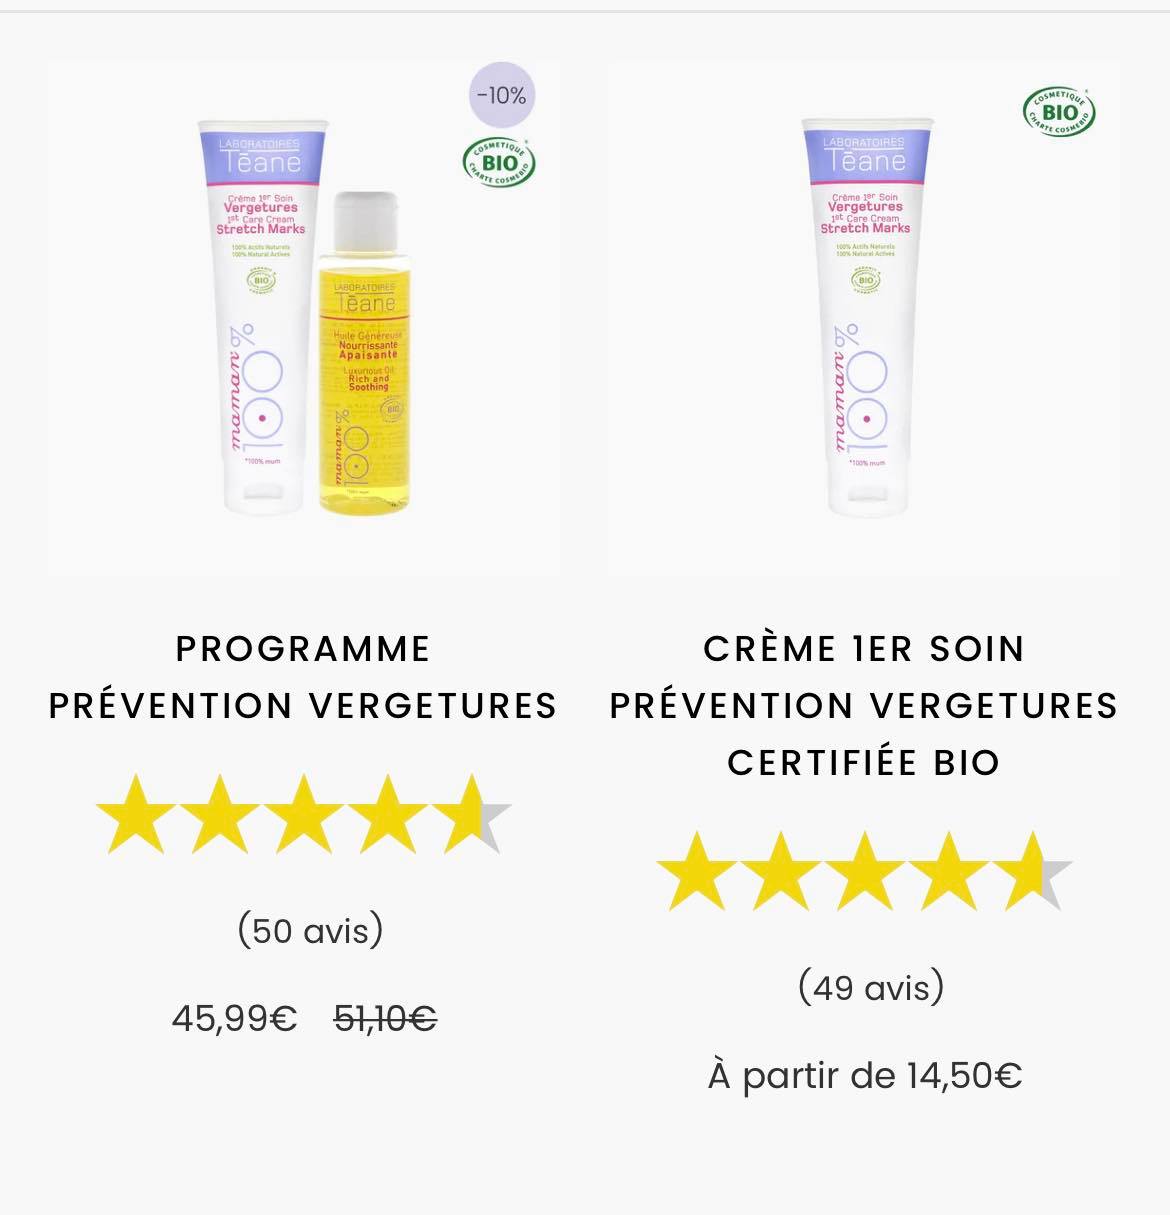 -10%
COSMETIQUE
BIO
CHARTE COSMEBIO
LABORATOIRES
Tēane
Crème 1er Soin
Vergetures
1st Care Cream
Stretch Marks
100% Actifs Naturels
100% Natural Actives
BIO
maman 100%
*100% mum
LABORATOIRES
Tēane
Huile Généreuse
Nourrissante
Apaisante
Luxurious Oil
Rich and
Soothing
BIO
maman 100%
PROGRAMME
PRÉVENTION VERGETURES
(50 avis)
45,99€ 51,10€
COSMETIQUE
BIO
CHARTE COSMEBIO
LABORATOIRES
Tēane
Crème 1er Soin
Vergetures
1st Care Cream
Stretch Marks
100% Actifs Naturels
100% Natural Actives
BIO
maman 100%
*100% mum
CRÈME 1ER SOIN
PRÉVENTION VERGETURES
CERTIFIÉE BIO
(49 avis)
À partir de 14,50€